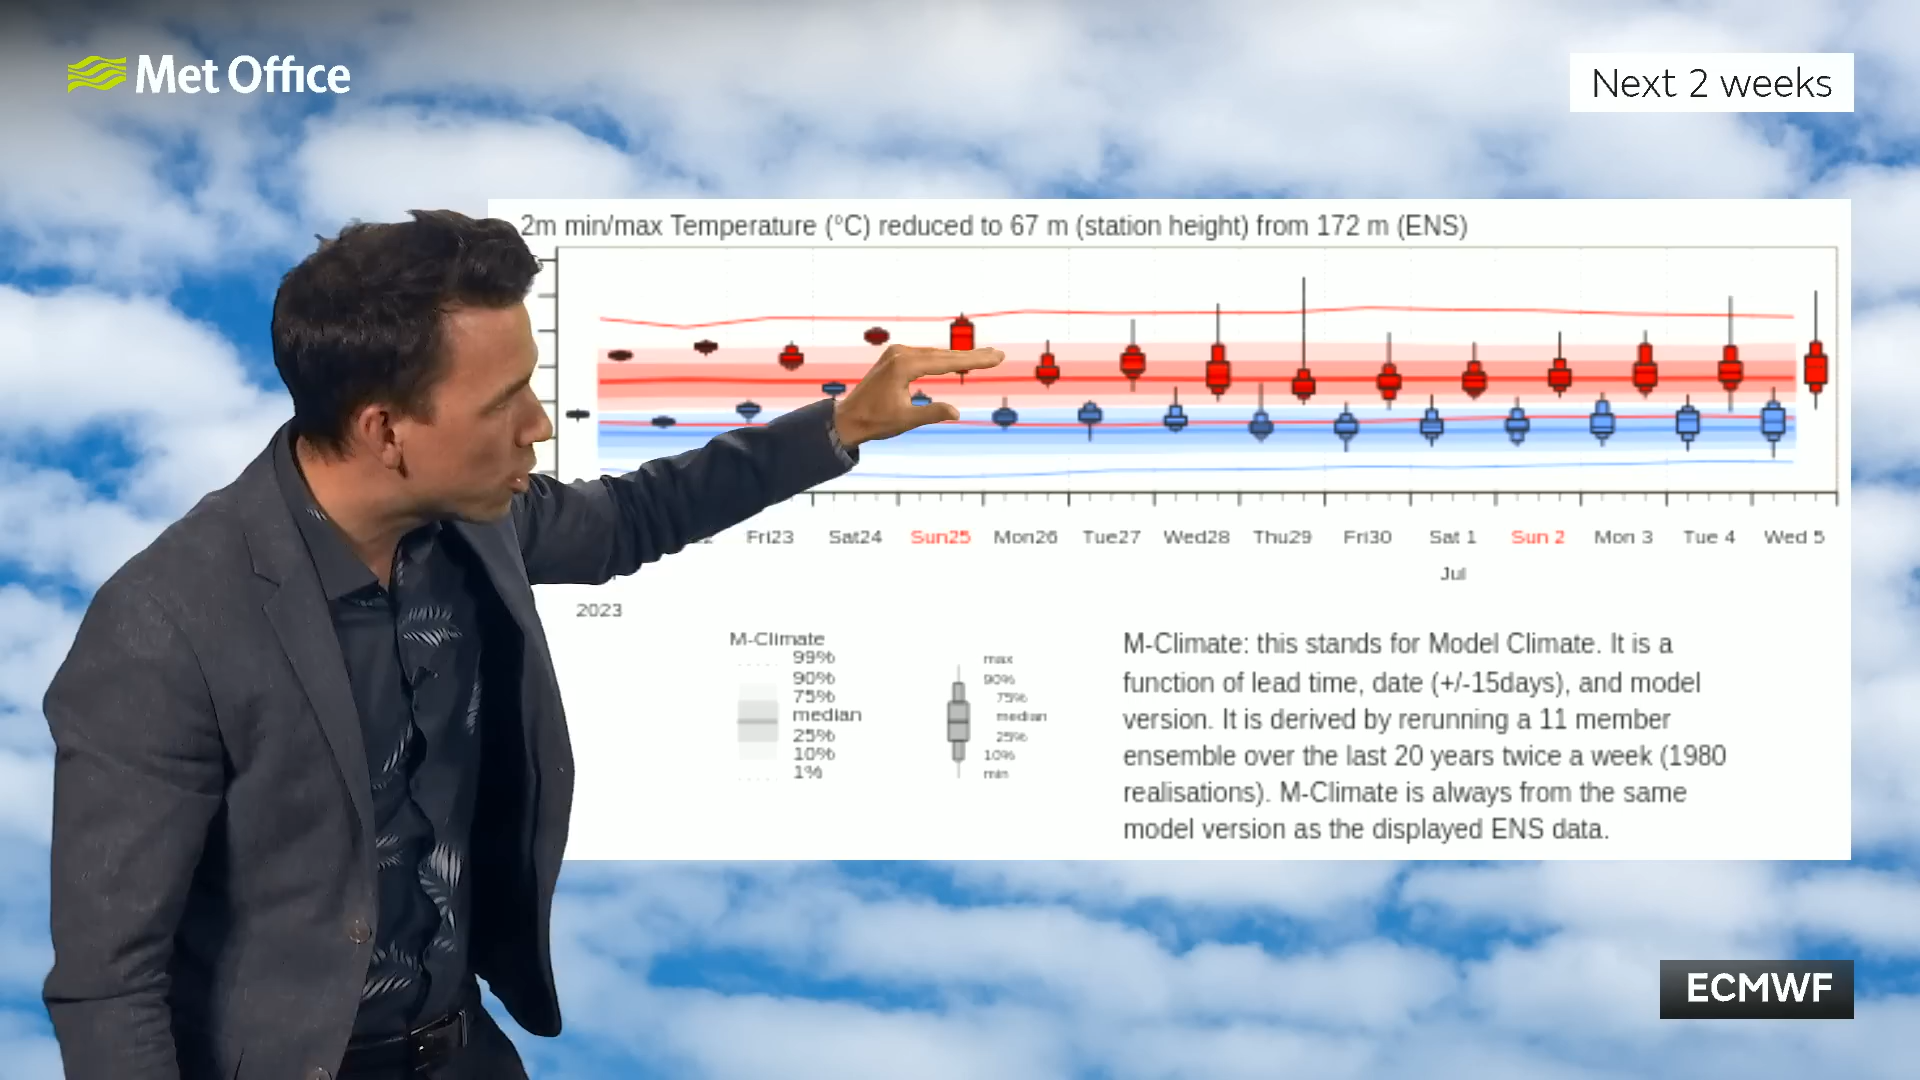 Met Office
Next 2 weeks
2m min/max Temperature (°C) reduced to 67 m (station height) from 172 m (ENS)
Fri23 Sat24 Sun25 Mon26 Tue27 Wed28 Thu29 Fri30 Sat 1 Sun 2 Mon 3 Tue 4 Wed 5
Jul
2023
M-Climate
99%
90%
75%
median
25%
10%
1%
max
90%
75%
median
25%
10%
min
M-Climate: this stands for Model Climate. It is a
function of lead time, date (+/-15days), and model
version. It is derived by rerunning a 11 member
ensemble over the last 20 years twice a week (1980
realisations). M-Climate is always from the same
model version as the displayed ENS data.
ECMWF